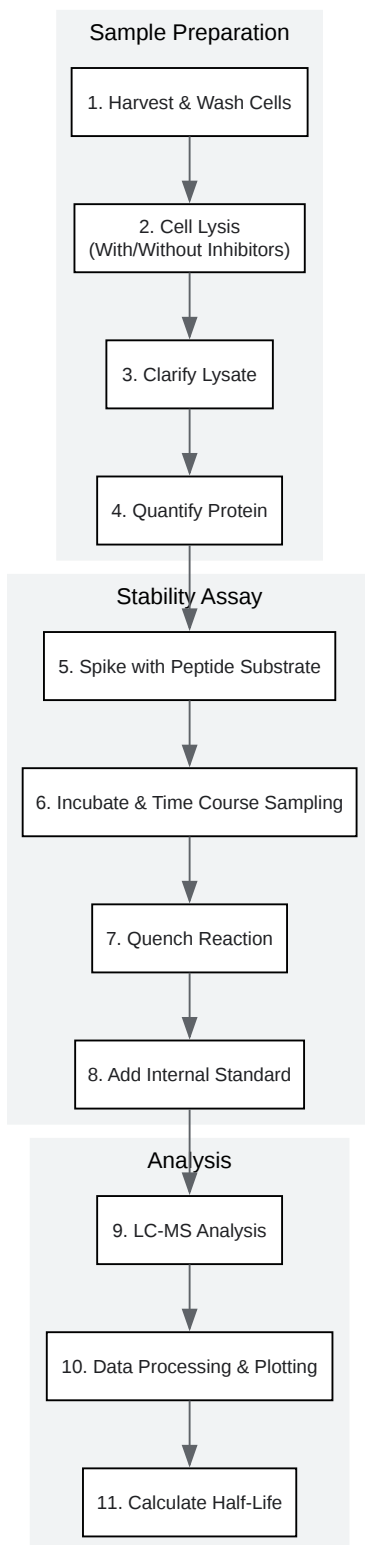 Sample Preparation
1. Harvest & Wash Cells
2. Cell Lysis
(With/Without Inhibitors)
3. Clarify Lysate
4. Quantify Protein
Stability Assay
5. Spike with Peptide Substrate
6. Incubate & Time Course Sampling
7. Quench Reaction
8. Add Internal Standard
Analysis
9. LC-MS Analysis
10. Data Processing & Plotting
11. Calculate Half-Life